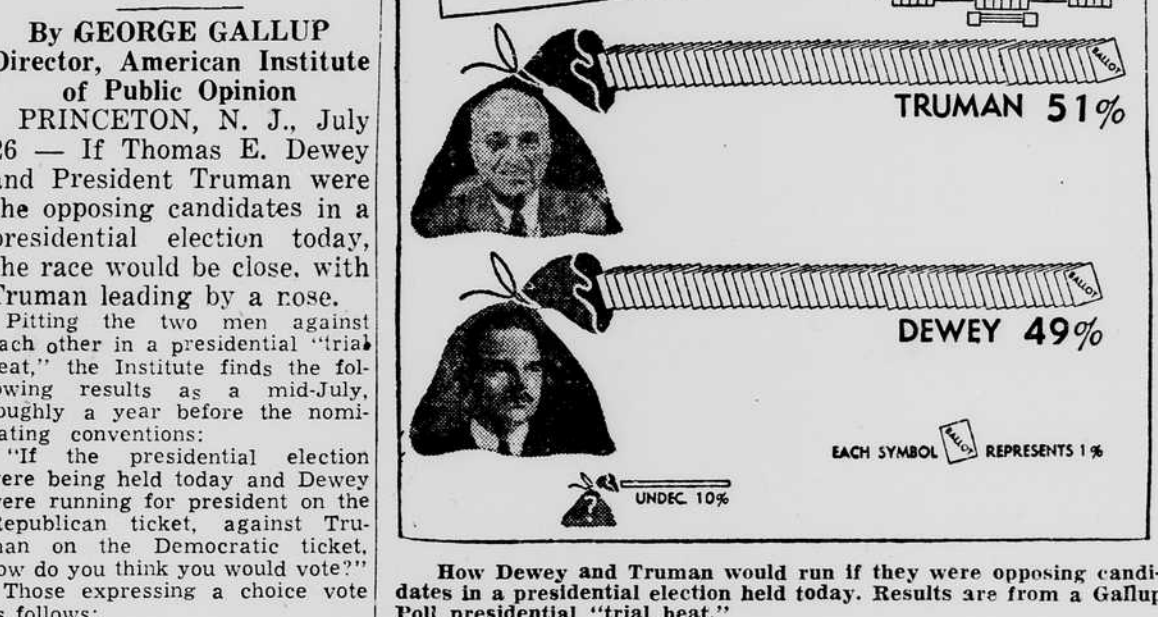 By GEORGE GALLUP
Director, American Institute
of Public Opinion
PRINCETON, N. J., July
26 — If Thomas E. Dewey
and President Truman were
the opposing candidates in a
presidential election today,
the race would be close, with
Truman leading by a nose.
Pitting the two men against
each other in a presidential "trial
heat," the Institute finds the fol-
owing results as a mid-July,
oughly a year before the nomi-
ating conventions:
"If the presidential election
were being held today and Dewey
were running for president on the
Republican ticket, against Tru-
man on the Democratic ticket,
how do you think you would vote?"
Those expressing a choice vote
as follows:
BALLOT
TRUMAN 51%
BALLOT
DEWEY 49%
EACH SYMBOL BALLOT REPRESENTS 1%
?
UNDEC. 10%
How Dewey and Truman would run if they were opposing candi-
dates in a presidential election held today. Results are from a Gallup
Poll presidential "trial heat."